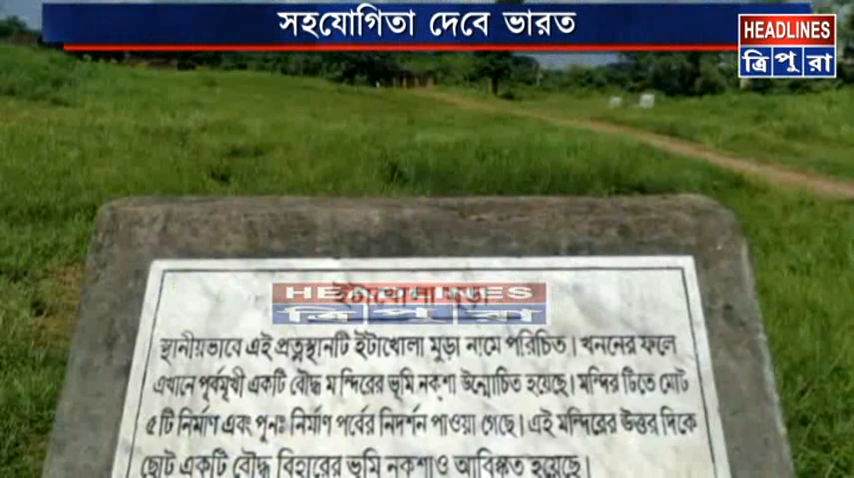 সহযোগিতা দেবে ভারত
HEADLINES
ত্রিপুরা
ইটাখোলা মুড়া
HEADLINES
ত্রিপুরা
স্থানীয়ভাবে এই প্রত্নস্থানটি ইটাখোলা মুড়া নামে পরিচিত। খননের ফলে
এখানে পূর্বমূখী একটি বৌদ্ধ মন্দিরের ভূমি নকশা উন্মোচিত হয়েছে। মন্দির টিতে মোট
৫ টি নির্মাণ এবং পূনঃ নির্মাণ পর্বের নিদর্শন পাওয়া গেছে। এই মন্দিরের উত্তর দিকে
ছোট একটি বৌদ্ধ বিহারের ভূমি নকশাও আবিষ্কৃত হয়েছে।